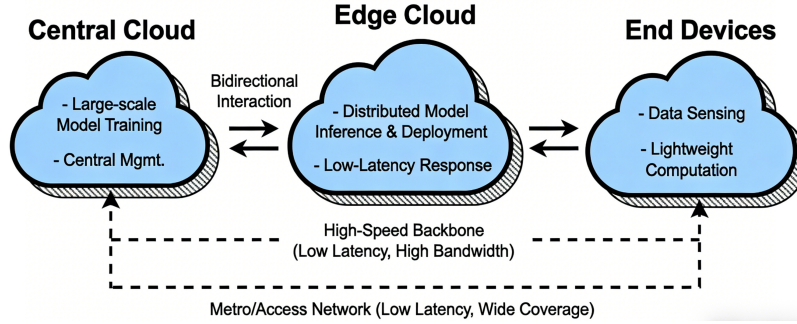 Central Cloud
Edge Cloud
End Devices
- Large-scale
Model Training
- Central Mgmt.
Bidirectional
Interaction
- Distributed Model
Inference & Deployment
- Low-Latency Response
- Data Sensing
- Lightweight
Computation
High-Speed Backbone
(Low Latency, High Bandwidth)
Metro/Access Network (Low Latency, Wide Coverage)